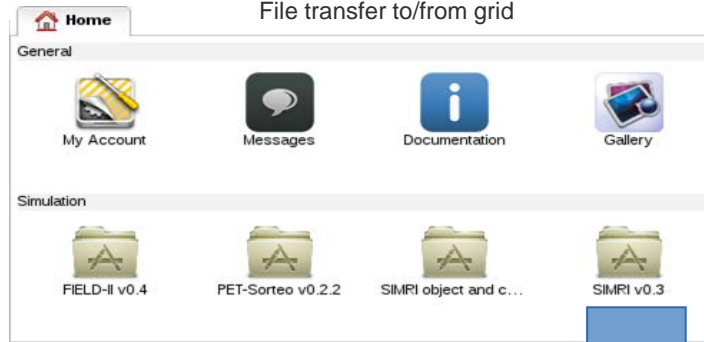 File transfer to/from grid
Home
General
My Account Messages Documentation Gallery
Simulation
FIELD-II v0.4 PET-Sorteo v0.2.2 SIMRI object and c... SIMRI v0.3